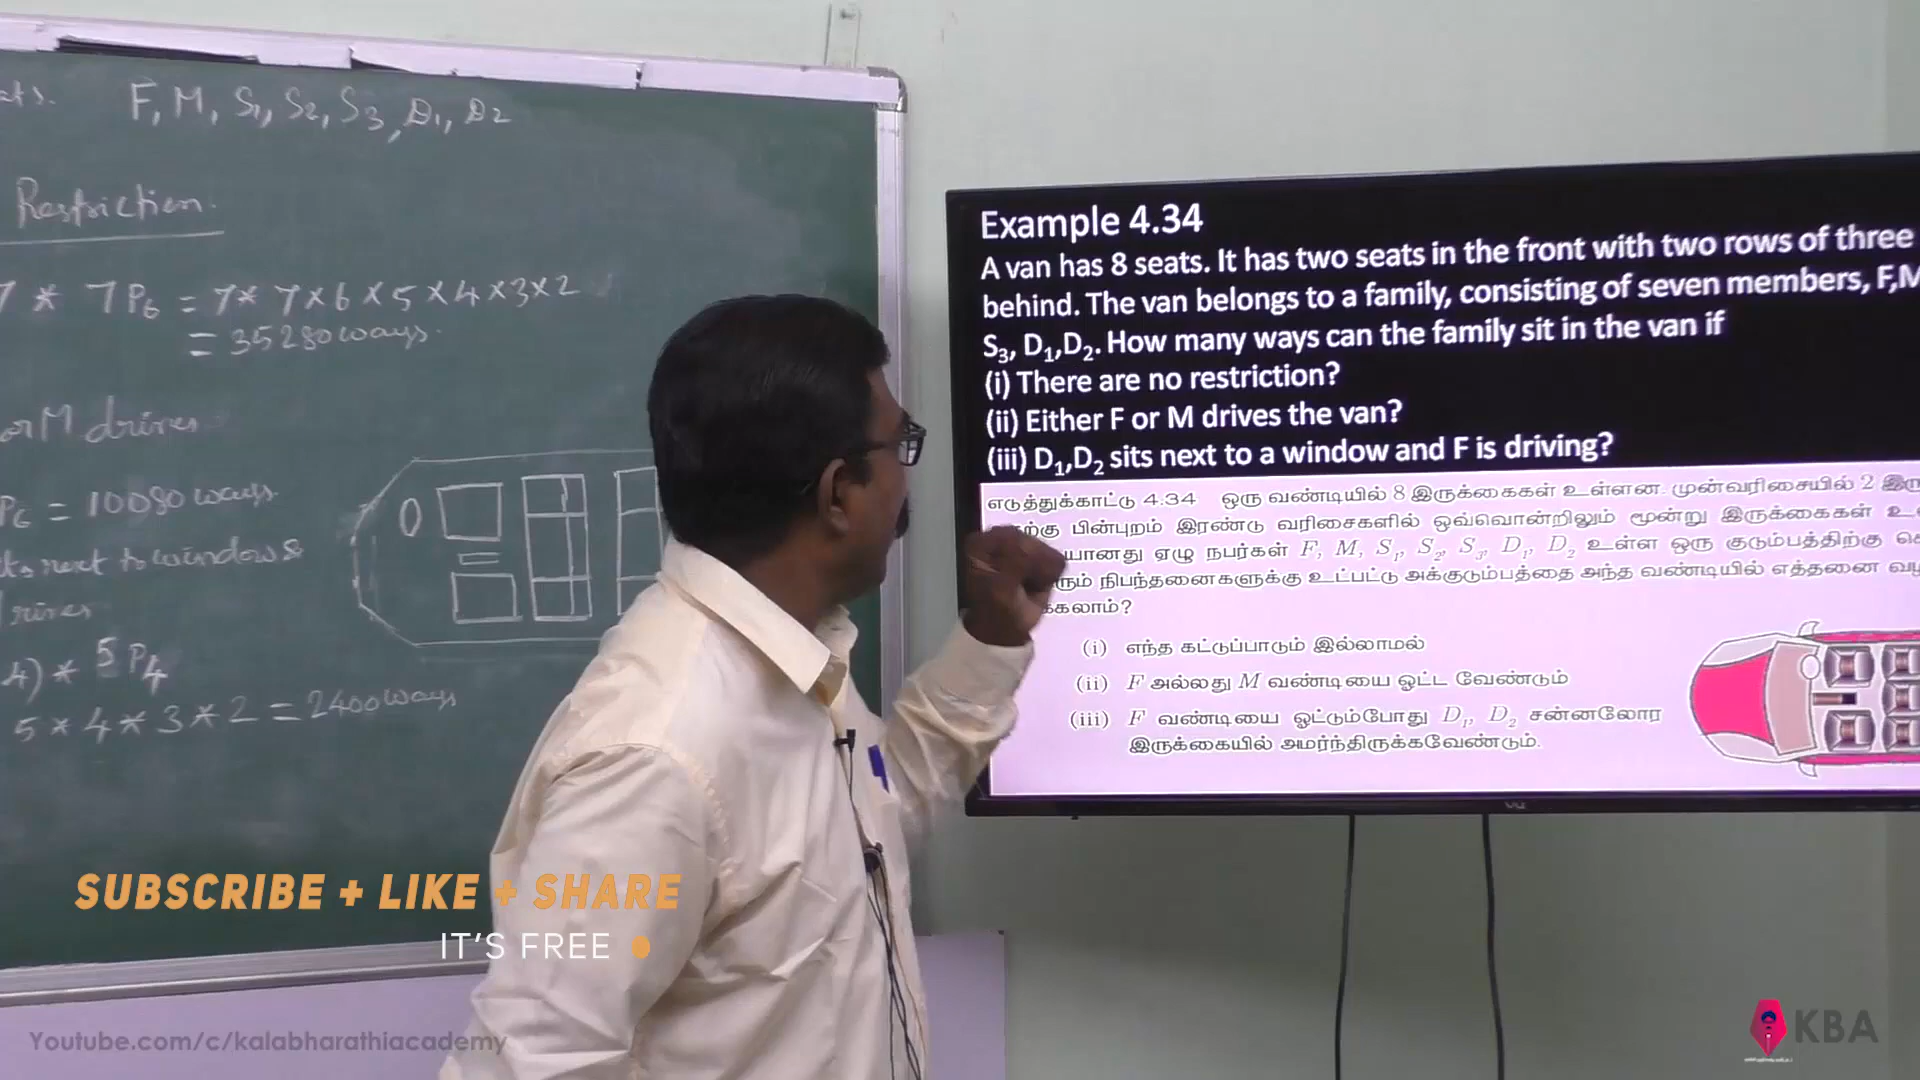 F, M, S1, S2, S3, D1, D2
Restriction.
7 * 7P6 = 7* 7×6×5×4×3×2
= 35280 ways.
or M drives
P6 = 10080 ways.
next to window &
4) * 5P4
5 * 4 * 3 * 2 = 2400 ways
Example 4.34
A van has 8 seats. It has two seats in the front with two rows of three
behind. The van belongs to a family, consisting of seven members, F,M
S3, D1,D2. How many ways can the family sit in the van if
(i) There are no restriction?
(ii) Either F or M drives the van?
(iii) D1,D2 sits next to a window and F is driving?
எடுத்துக்காட்டு 4.34 ஒரு வண்டியில் 8 இருக்கைகள் உள்ளன. முன்வரிசையில் 2
பின்புறம் இரண்டு வரிசைகளில் ஒவ்வொன்றிலும் மூன்று இருக்கைகள்
ஏழு நபர்கள் F, M, S1, S2, S3, D1, D2 உள்ள ஒரு குடும்பத்திற்கு
நிபந்தனைகளுக்கு உட்பட்டு அக்குடும்பத்தை அந்த வண்டியில் எத்தனை
(i) எந்த கட்டுப்பாடும் இல்லாமல்
(ii) F அல்லது M வண்டியை ஓட்ட வேண்டும்
(iii) F வண்டியை ஓட்டும்போது D1, D2 சன்னலோர
இருக்கையில் அமர்ந்திருக்கவேண்டும்.
SUBSCRIBE + LIKE + SHARE
IT'S FREE
Youtube.com/c/kalabharathiacademy
KBA